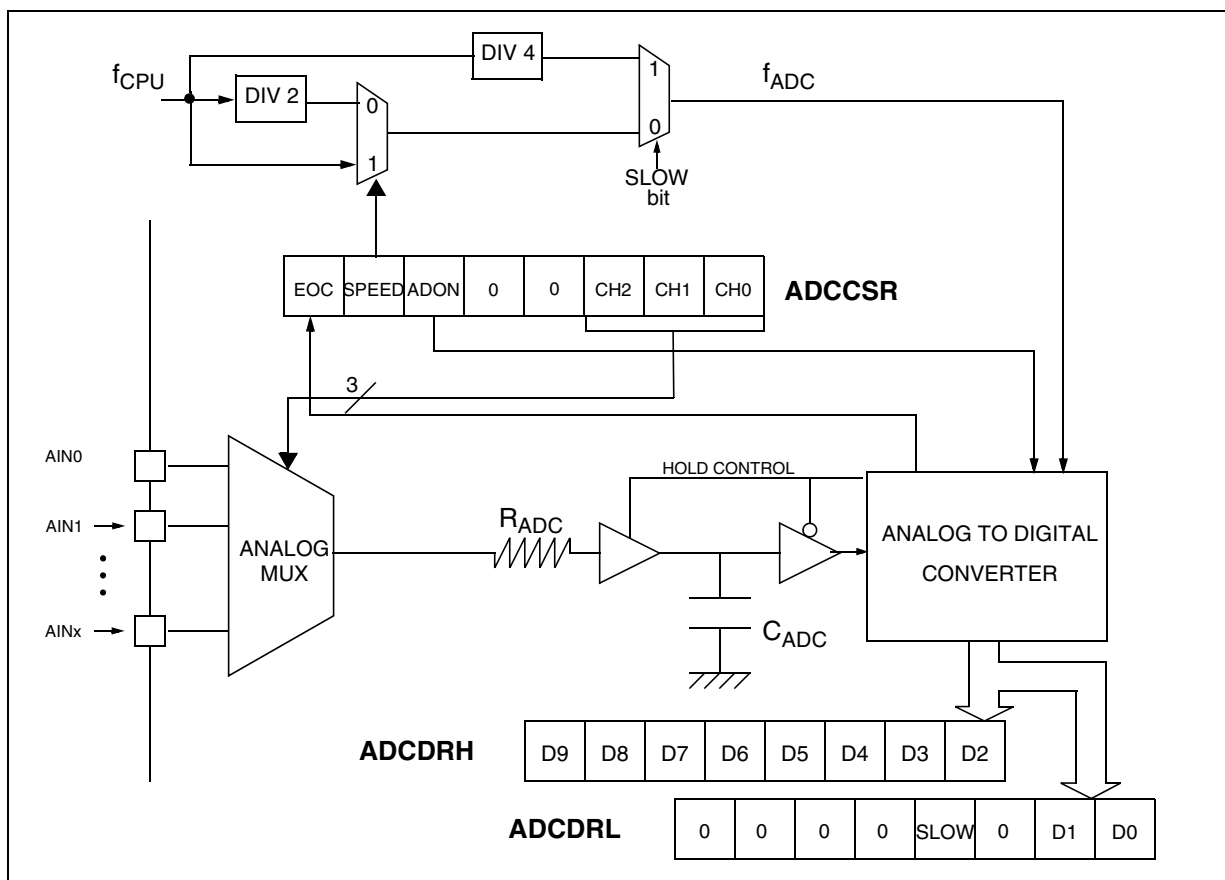 DIV 4
fCPU
DIV 2
0
1
1
0
fADC
SLOW
bit
EOC SPEED ADON 0 0 CH2 CH1 CH0
ADCCSR
3
AIN0
AIN1
AINx
ANALOG
MUX
RADC
HOLD CONTROL
CADC
ANALOG TO DIGITAL
CONVERTER
ADCDRH
D9 D8 D7 D6 D5 D4 D3 D2
ADCDRL
0 0 0 0 SLOW 0 D1 D0